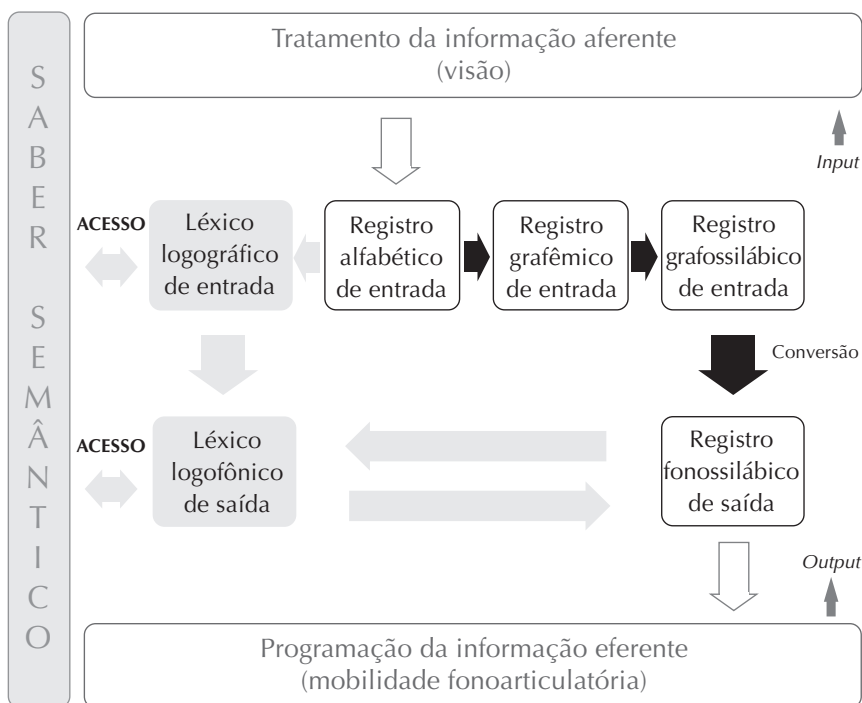 Tratamento da informação aferente
(visão)
Input
SABER SEMÂNTICO
ACESSO
Léxico
logográfico
de entrada
Registro
alfabético
de entrada
Registro
grafêmico
de entrada
Registro
grafossilábico
de entrada
Conversão
ACESSO
Léxico
logofônico
de saída
Registro
fonossilábico
de saída
Output
Programação da informação eferente
(mobilidade fonoarticulatória)